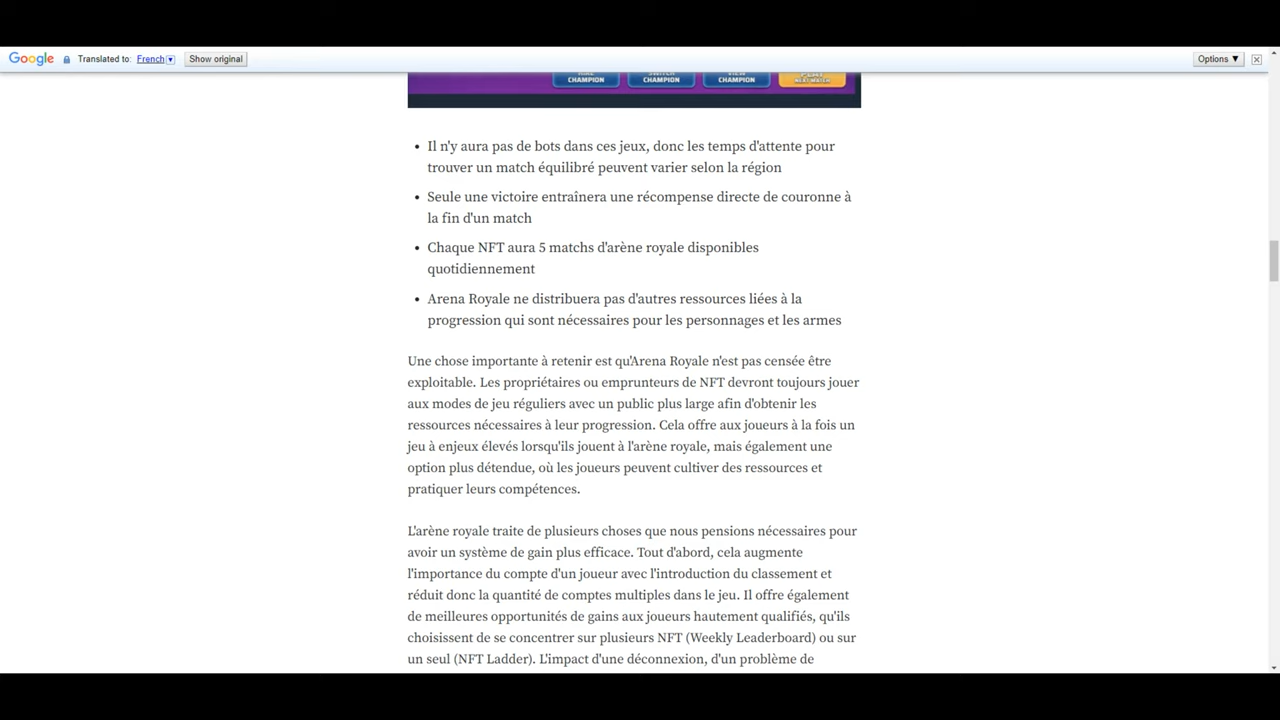 Google Translated to: French Show original Options ▼
CHAMPION CHAMPION CHAMPION NEXT MATCH
• Il n'y aura pas de bots dans ces jeux, donc les temps d'attente pour
trouver un match équilibré peuvent varier selon la région
• Seule une victoire entraînera une récompense directe de couronne à
la fin d'un match
• Chaque NFT aura 5 matchs d'arène royale disponibles
quotidiennement
• Arena Royale ne distribuera pas d'autres ressources liées à la
progression qui sont nécessaires pour les personnages et les armes
Une chose importante à retenir est qu'Arena Royale n'est pas censée être
exploitable. Les propriétaires ou emprunteurs de NFT devront toujours jouer
aux modes de jeu réguliers avec un public plus large afin d'obtenir les
ressources nécessaires à leur progression. Cela offre aux joueurs à la fois un
jeu à enjeux élevés lorsqu'ils jouent à l'arène royale, mais également une
option plus détendue, où les joueurs peuvent cultiver des ressources et
pratiquer leurs compétences.
L'arène royale traite de plusieurs choses que nous pensions nécessaires pour
avoir un système de gain plus efficace. Tout d'abord, cela augmente
l'importance du compte d'un joueur avec l'introduction du classement et
réduit donc la quantité de comptes multiples dans le jeu. Il offre également
de meilleures opportunités de gains aux joueurs hautement qualifiés, qu'ils
choisissent de se concentrer sur plusieurs NFT (Weekly Leaderboard) ou sur
un seul (NFT Ladder). L'impact d'une déconnexion, d'un problème de